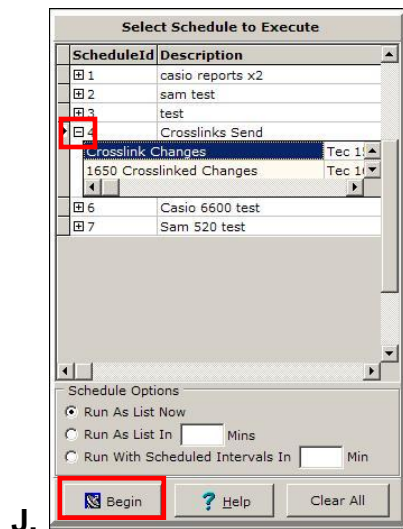 Select Schedule to Execute
ScheduleId Description
1 casio reports x2
2 sam test
3 test
4 Crosslinks Send
Crosslink Changes Tec
1650 Crosslinked Changes Tec
6 Casio 6600 test
7 Sam 520 test
Schedule Options
Run As List Now
Run As List In Mins
Run With Scheduled Intervals In Min
Begin ? Help Clear All
J.